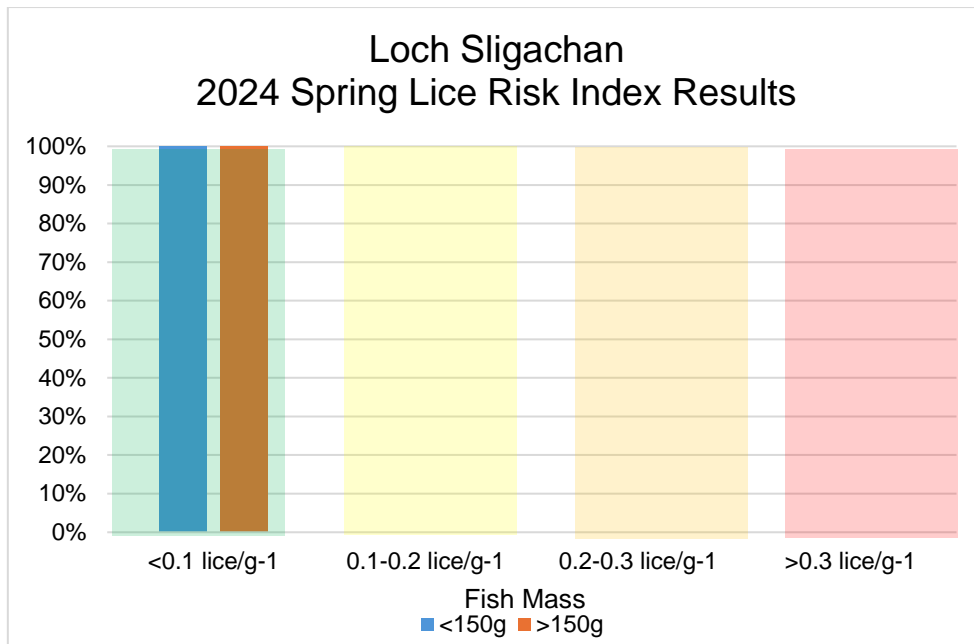 Loch Sligachan
2024 Spring Lice Risk Index Results
100%
90%
80%
70%
60%
50%
40%
30%
20%
10%
0%
<0.1 lice/g-1 0.1-0.2 lice/g-1 0.2-0.3 lice/g-1 >0.3 lice/g-1
Fish Mass
<150g >150g